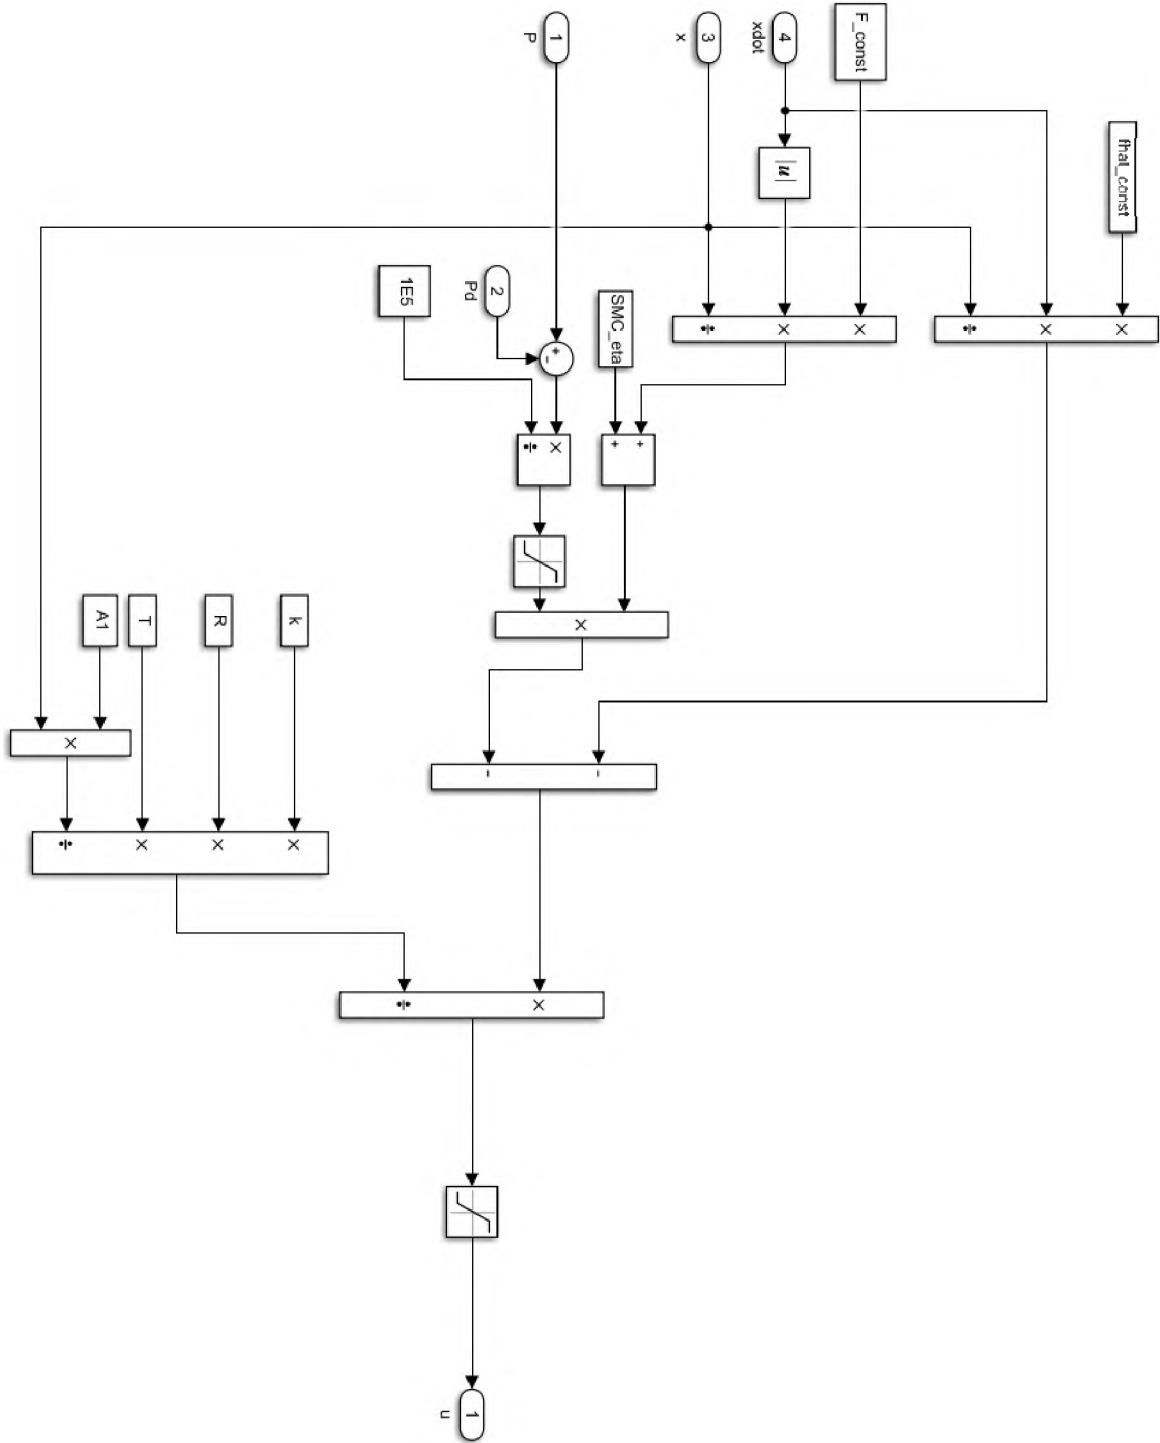 fhat_const
×
×
÷
F_const
×
×
÷
4
xdot
|u|
3
x
SMC_eta
+
+
1
P
+
-
2
Pd
1E5
×
÷
×
-
-
k
R
T
A1
×
×
×
×
÷
×
÷
1
u